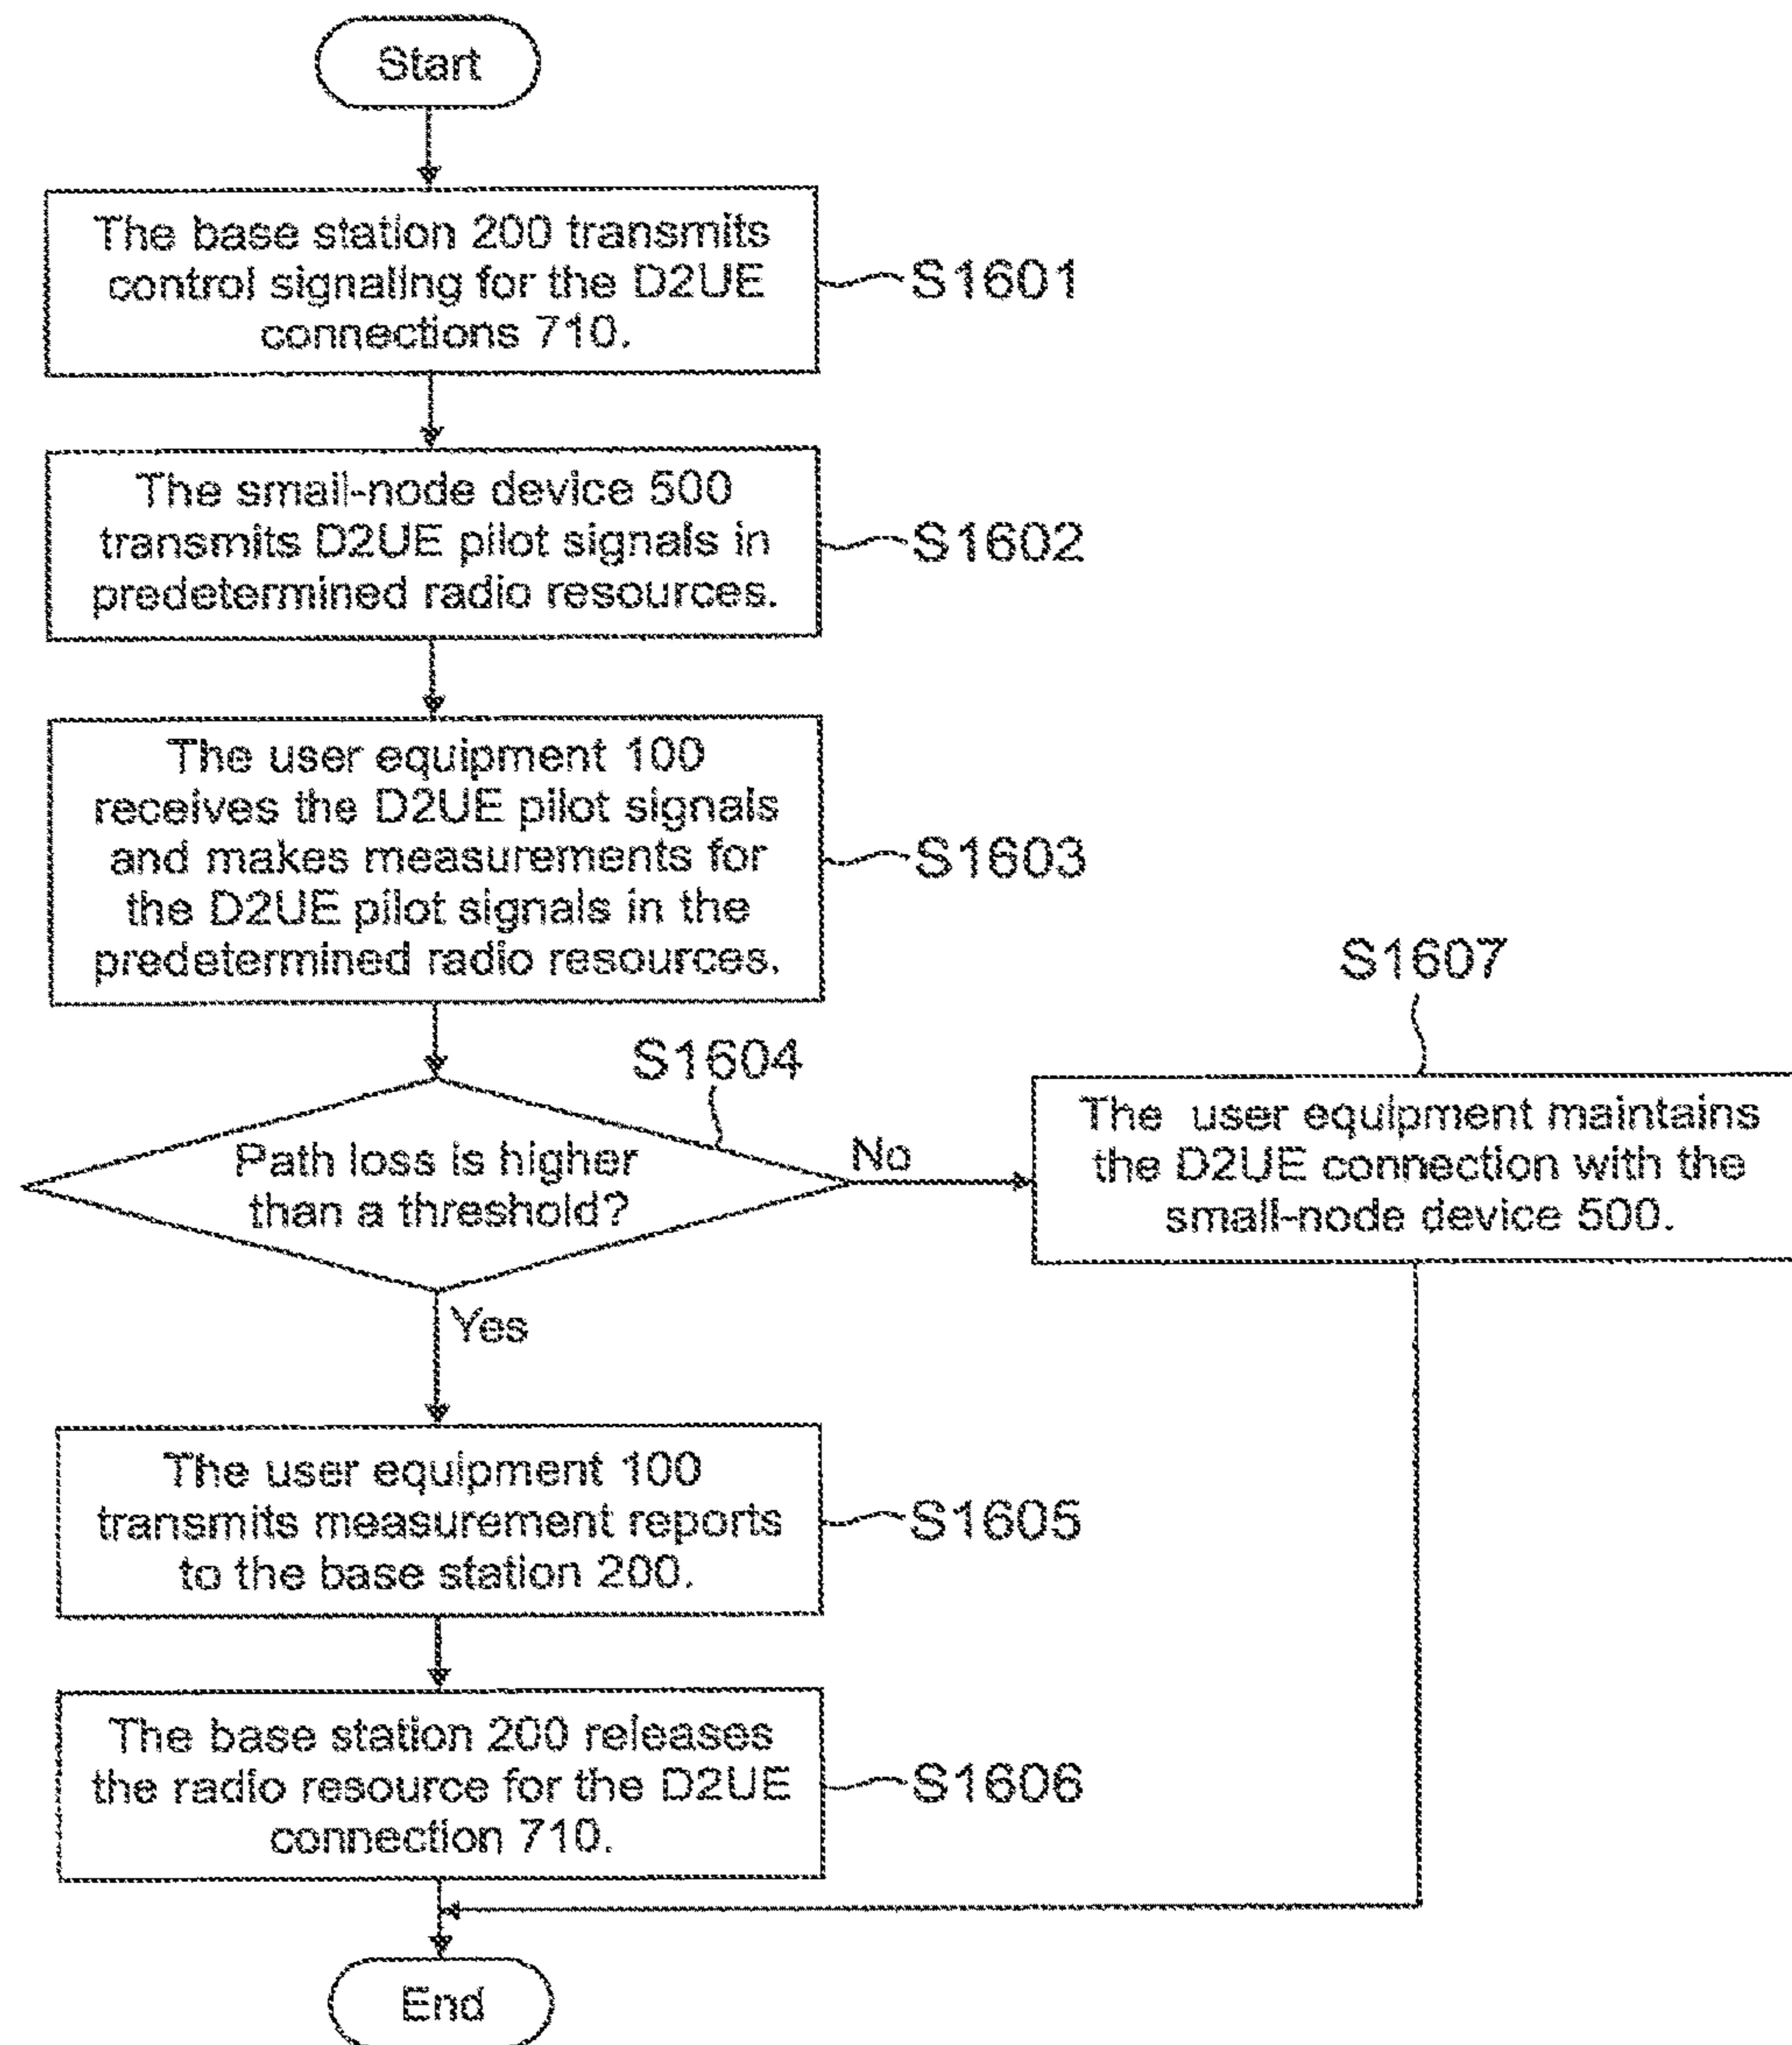 Start
The base station 200 transmits
control signaling for the D2UE
connections 710.
S1601
The small-node device 500
transmits D2UE pilot signals in
predetermined radio resources.
S1602
The user equipment 100
receives the D2UE pilot signals
and makes measurements for
the D2UE pilot signals in the
predetermined radio resources.
S1603
S1604
Path loss is higher
than a threshold?
No
S1607
The user equipment maintains
the D2UE connection with the
small-node device 500.
Yes
The user equipment 100
transmits measurement reports
to the base station 200.
S1605
The base station 200 releases
the radio resource for the D2UE
connection 710.
S1606
End